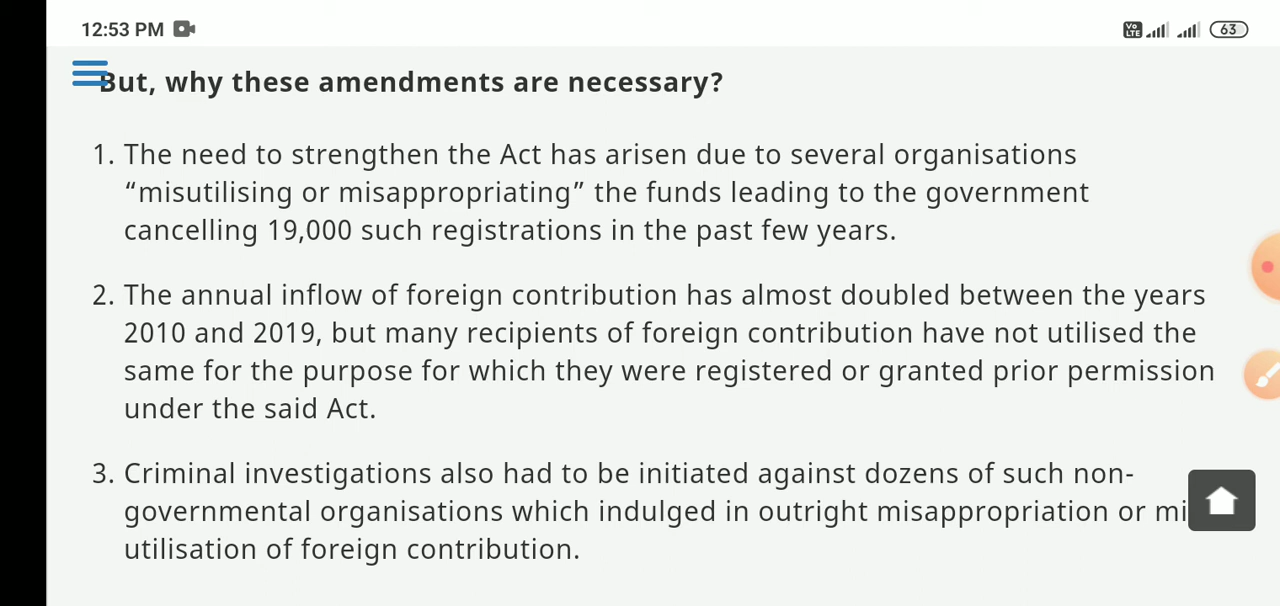 12:53 PM
Vo LTE 63
But, why these amendments are necessary?
1. The need to strengthen the Act has arisen due to several organisations
“misutilising or misappropriating” the funds leading to the government
cancelling 19,000 such registrations in the past few years.
2. The annual inflow of foreign contribution has almost doubled between the years
2010 and 2019, but many recipients of foreign contribution have not utilised the
same for the purpose for which they were registered or granted prior permission
under the said Act.
3. Criminal investigations also had to be initiated against dozens of such non-
governmental organisations which indulged in outright misappropriation or mi
utilisation of foreign contribution.